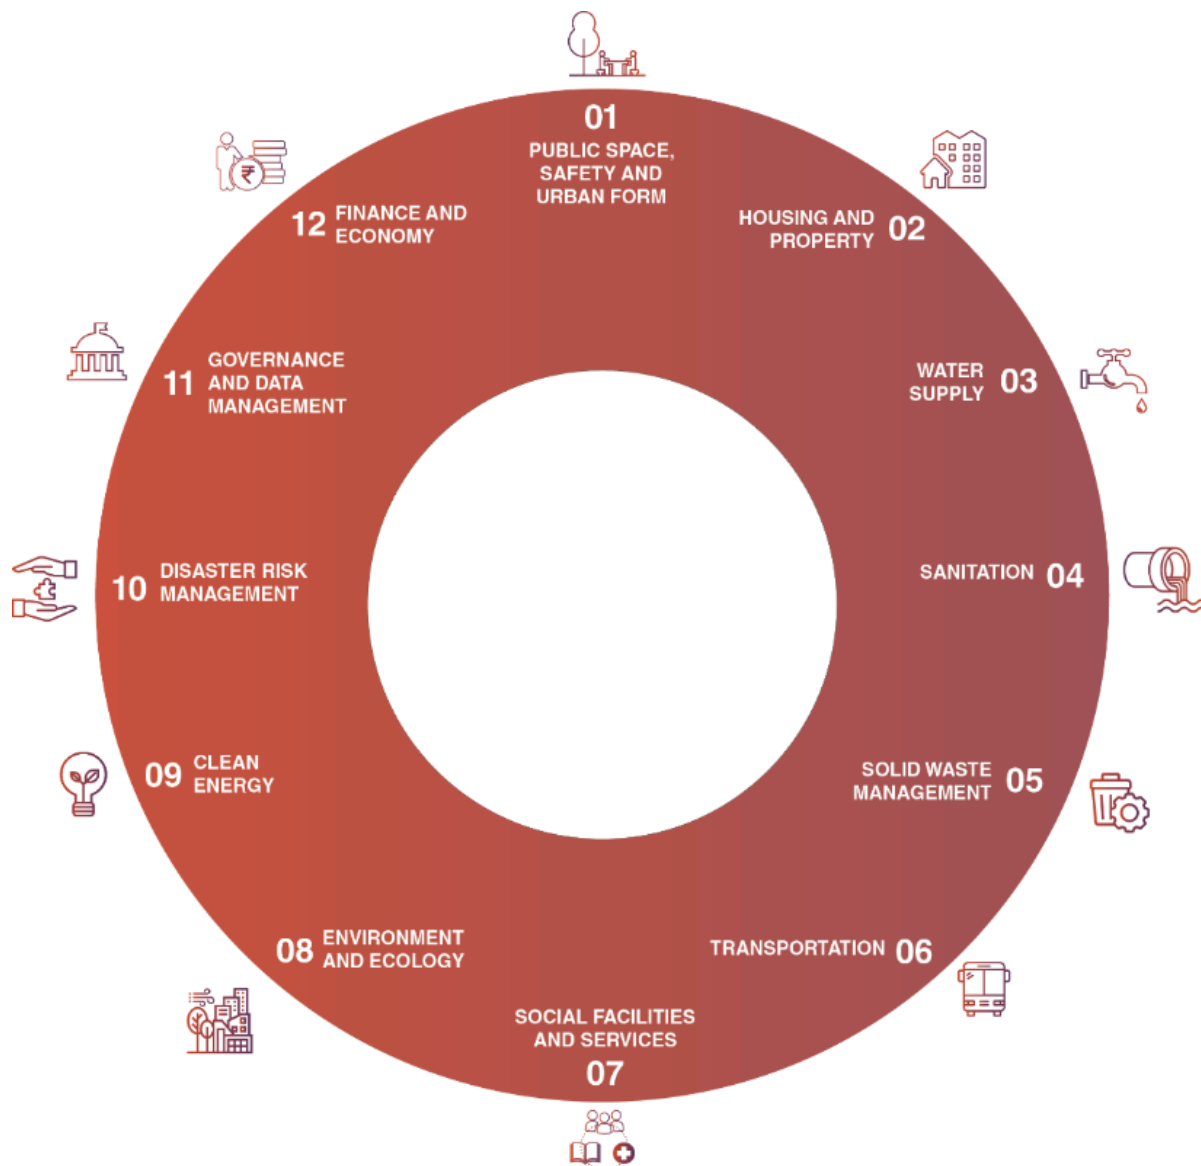 01
PUBLIC SPACE,
SAFETY AND
URBAN FORM
HOUSING AND
PROPERTY
02
WATER
SUPPLY
03
SANITATION
04
SOLID WASTE
MANAGEMENT
05
TRANSPORTATION
06
SOCIAL FACILITIES
AND SERVICES
07
08
ENVIRONMENT
AND ECOLOGY
09
CLEAN
ENERGY
10
DISASTER RISK
MANAGEMENT
11
GOVERNANCE
AND DATA
MANAGEMENT
12
FINANCE AND
ECONOMY
₹